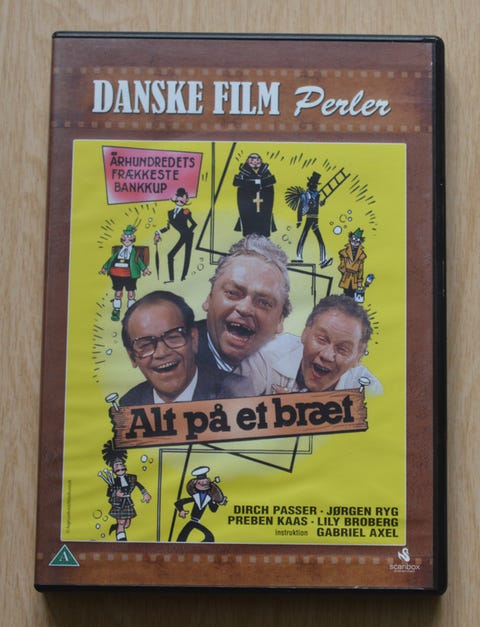 DANSKE FILM Perler
ÅRHUNDREDETS
FRÆKKESTE
BANKKUP
Alt på et bræt
DIRCH PASSER · JØRGEN RYG
PREBEN KAAS · LILY BROBERG
instruktion GABRIEL AXEL
A
scanbox